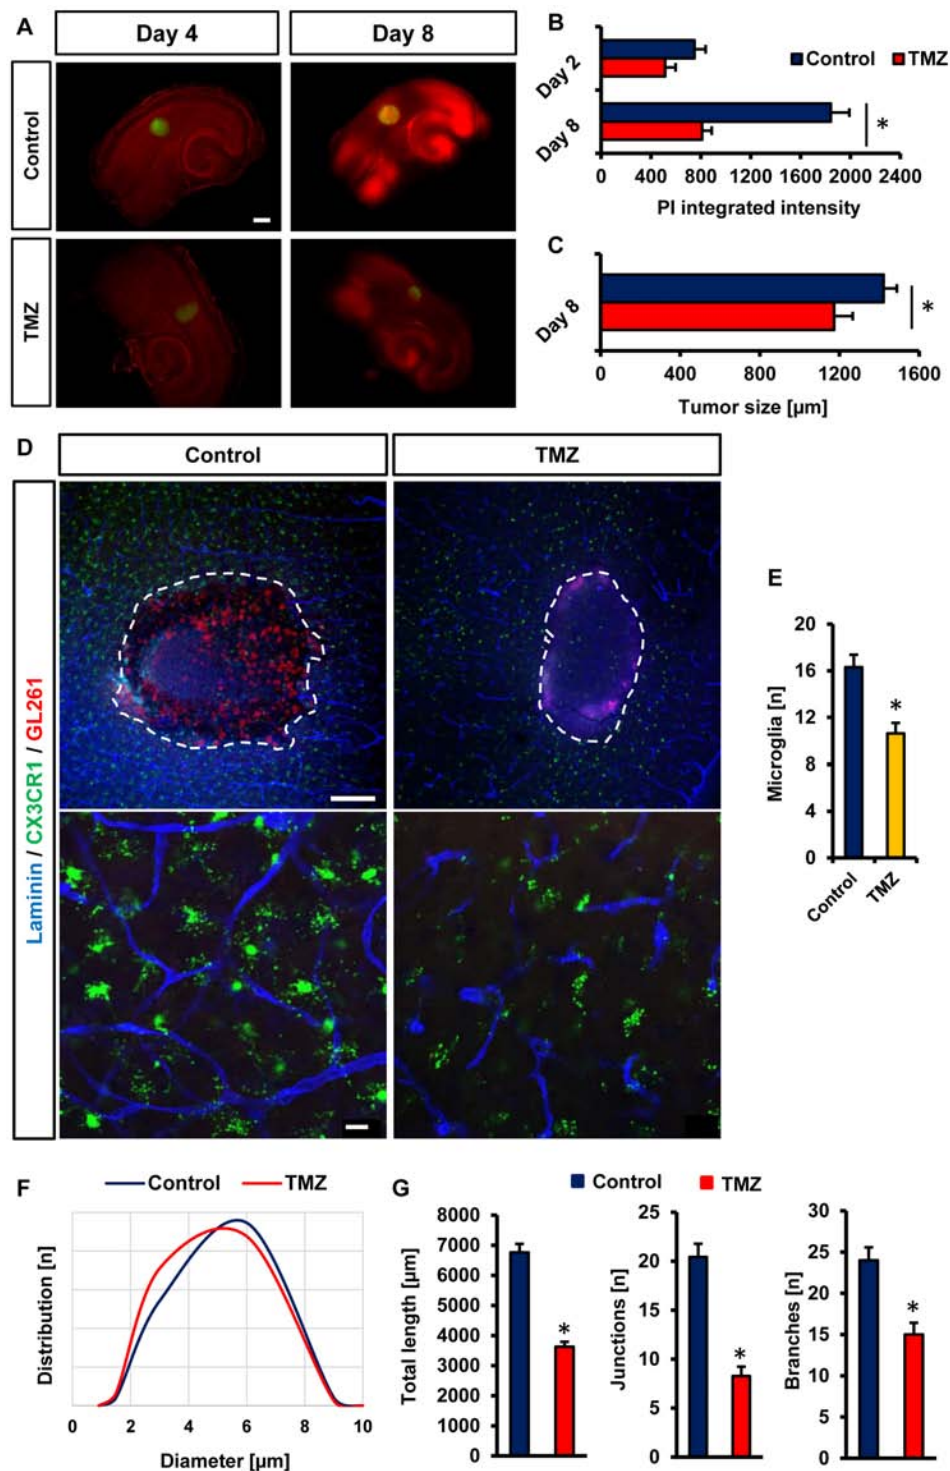 A
Day 4
Day 8
Control
TMZ
B
Control
TMZ
Day 2
Day 8
*
0 400 800 1200 1600 2000 2400
PI integrated intensity
C
Day 8
*
0 400 800 1200 1600
Tumor size [µm]
D
Control
TMZ
Laminin / CX3CR1 / GL261
E
20
16
12
8
4
0
Microglia [n]
*
Control
TMZ
F
Control
TMZ
Distribution [n]
0 2 4 6 8 10
Diameter [µm]
G
Control
TMZ
8000
7000
6000
5000
4000
3000
2000
1000
0
Total length [µm]
*
25
20
15
10
5
0
Junctions [n]
*
30
25
20
15
10
5
0
Branches [n]
*